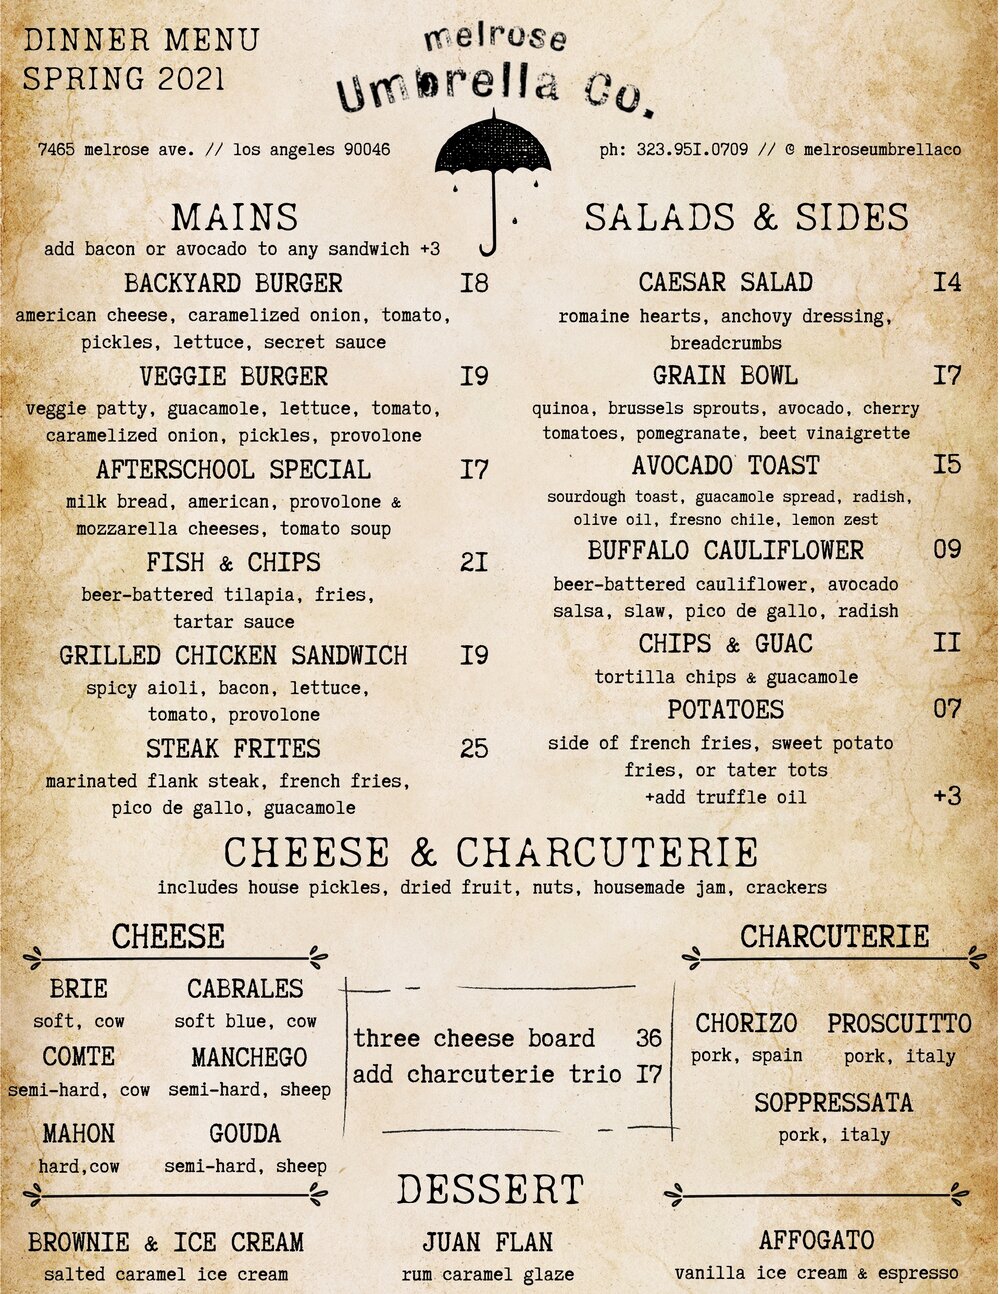 DINNER MENU
SPRING 2021
melrose
Umbrella Co.
7465 melrose ave. // los angeles 90046
ph: 323.951.0709 // @ melroseumbrellaco
MAINS
add bacon or avocado to any sandwich +3
BACKYARD BURGER 18
american cheese, caramelized onion, tomato,
pickles, lettuce, secret sauce
VEGGIE BURGER 19
veggie patty, guacamole, lettuce, tomato,
caramelized onion, pickles, provolone
AFTERSCHOOL SPECIAL 17
milk bread, american, provolone &
mozzarella cheeses, tomato soup
FISH & CHIPS 21
beer-battered tilapia, fries,
tartar sauce
GRILLED CHICKEN SANDWICH 19
spicy aioli, bacon, lettuce,
tomato, provolone
STEAK FRITES 25
marinated flank steak, french fries,
pico de gallo, guacamole
SALADS & SIDES
CAESAR SALAD 14
romaine hearts, anchovy dressing,
breadcrumbs
GRAIN BOWL 17
quinoa, brussels sprouts, avocado, cherry
tomatoes, pomegranate, beet vinaigrette
AVOCADO TOAST 15
sourdough toast, guacamole spread, radish,
olive oil, fresno chile, lemon zest
BUFFALO CAULIFLOWER 09
beer-battered cauliflower, avocado
salsa, slaw, pico de gallo, radish
CHIPS & GUAC 11
tortilla chips & guacamole
POTATOES 07
side of french fries, sweet potato
fries, or tater tots
+add truffle oil +3
CHEESE & CHARCUTERIE
includes house pickles, dried fruit, nuts, housemade jam, crackers
CHEESE
BRIE CABRALES
soft, cow soft blue, cow
COMTE MANCHEGO
semi-hard, cow semi-hard, sheep
MAHON GOUDA
hard,cow semi-hard, sheep
three cheese board 36
add charcuterie trio 17
CHARCUTERIE
CHORIZO PROSCUITTO
pork, spain pork, italy
SOPPRESSATA
pork, italy
DESSERT
BROWNIE & ICE CREAM
salted caramel ice cream
JUAN FLAN
rum caramel glaze
AFFOGATO
vanilla ice cream & espresso